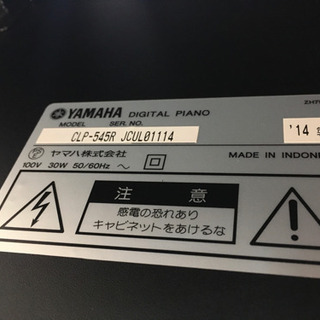 YAMAHA DIGITAL PIANO
MODEL SER. NO.
CLP-545R JCUL01114
'14
ヤマハ株式会社
100V 30W 50/60Hz
MADE IN INDONE
注 意
感電の恐れあり
キャビネットをあけるな